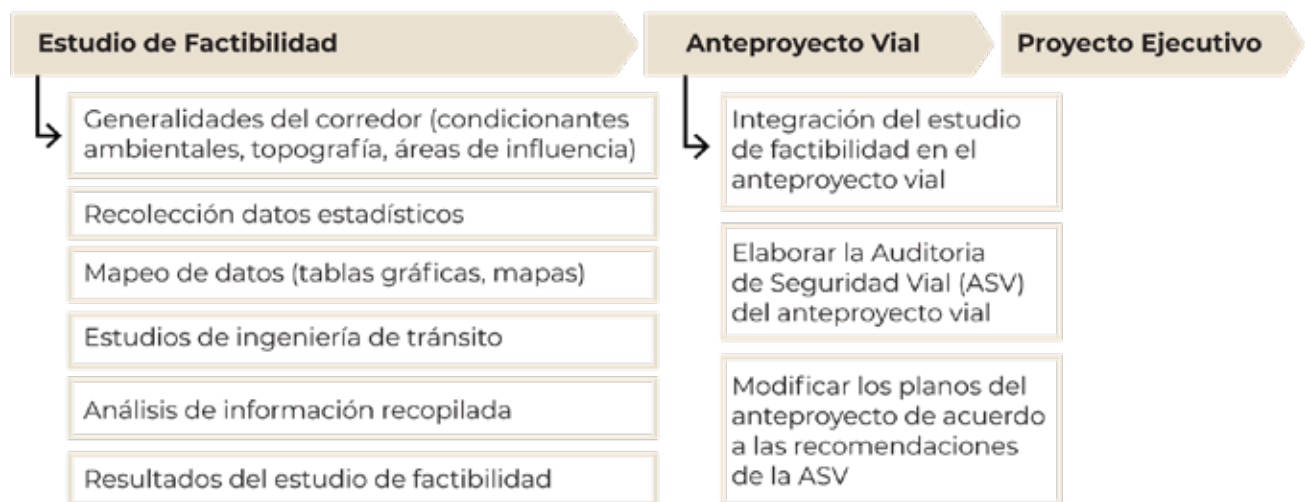 Estudio de Factibilidad
Generalidades del corredor (condicionantes
ambientales, topografía, áreas de influencia)
Recolección datos estadísticos
Mapeo de datos (tablas gráficas, mapas)
Estudios de ingeniería de tránsito
Análisis de información recopilada
Resultados del estudio de factibilidad
Anteproyecto Vial
Integración del estudio
de factibilidad en el
anteproyecto vial
Elaborar la Auditoria
de Seguridad Vial (ASV)
del anteproyecto vial
Modificar los planos del
anteproyecto de acuerdo
a las recomendaciones
de la ASV
Proyecto Ejecutivo